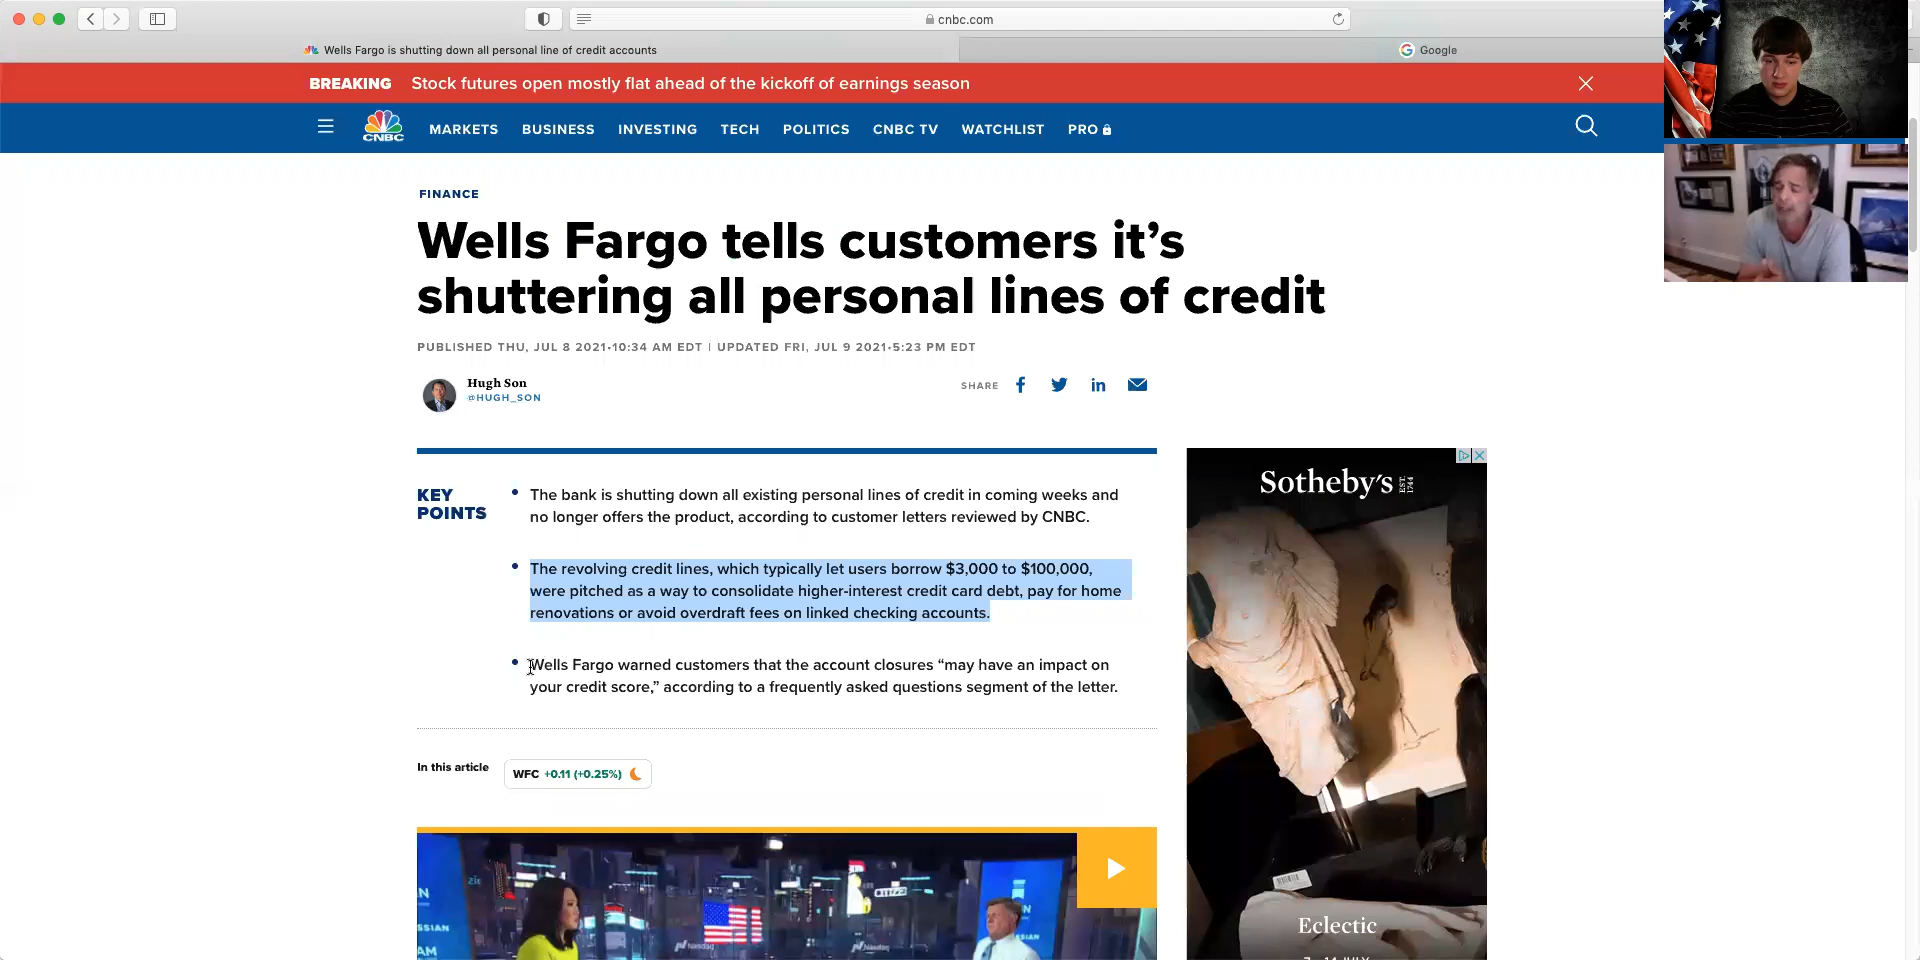 cnbc.com
Wells Fargo is shutting down all personal line of credit accounts
Google
BREAKING Stock futures open mostly flat ahead of the kickoff of earnings season
CNBC
MARKETS BUSINESS INVESTING TECH POLITICS CNBC TV WATCHLIST PRO
FINANCE
Wells Fargo tells customers it’s
shuttering all personal lines of credit
PUBLISHED THU, JUL 8 2021•10:34 AM EDT | UPDATED FRI, JUL 9 2021•5:23 PM EDT
Hugh Son
@HUGH_SON
SHARE
KEY
POINTS
The bank is shutting down all existing personal lines of credit in coming weeks and
no longer offers the product, according to customer letters reviewed by CNBC.
The revolving credit lines, which typically let users borrow $3,000 to $100,000,
were pitched as a way to consolidate higher-interest credit card debt, pay for home
renovations or avoid overdraft fees on linked checking accounts.
Wells Fargo warned customers that the account closures “may have an impact on
your credit score,” according to a frequently asked questions segment of the letter.
In this article
WFC +0.11 (+0.25%)
Sotheby's EST. 1744
Eclectic
citi
Nasdaq
Nasdaq
SSIAN
AM
SSIAN